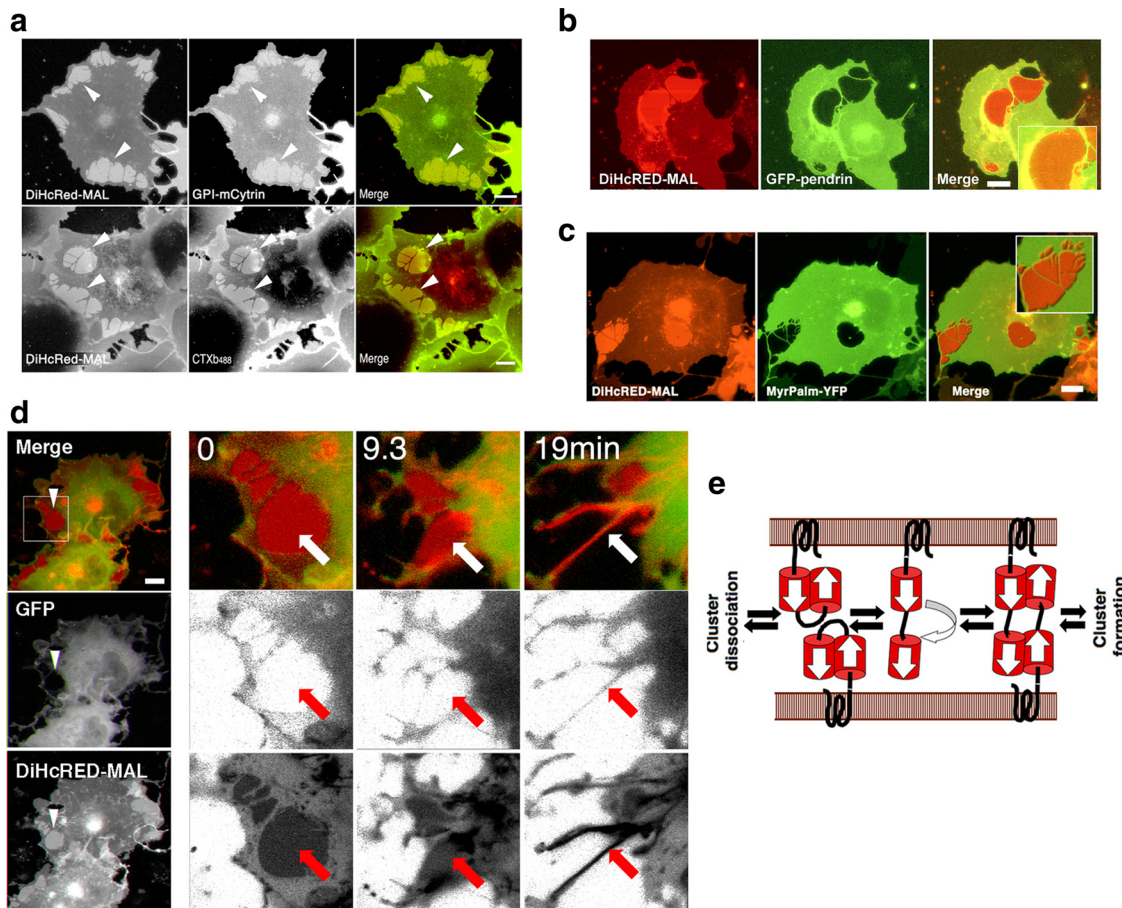 a
DiHcRed-MAL
GPI-mCytrin
Merge
DiHcRed-MAL
CTXb488
Merge
b
DiHcRED-MAL
GFP-pendrin
Merge
c
DiHcRED-MAL
MyrPalm-YFP
Merge
d
Merge
0
9.3
19min
GFP
DiHcRED-MAL
e
Cluster
dissociation
Cluster
formation